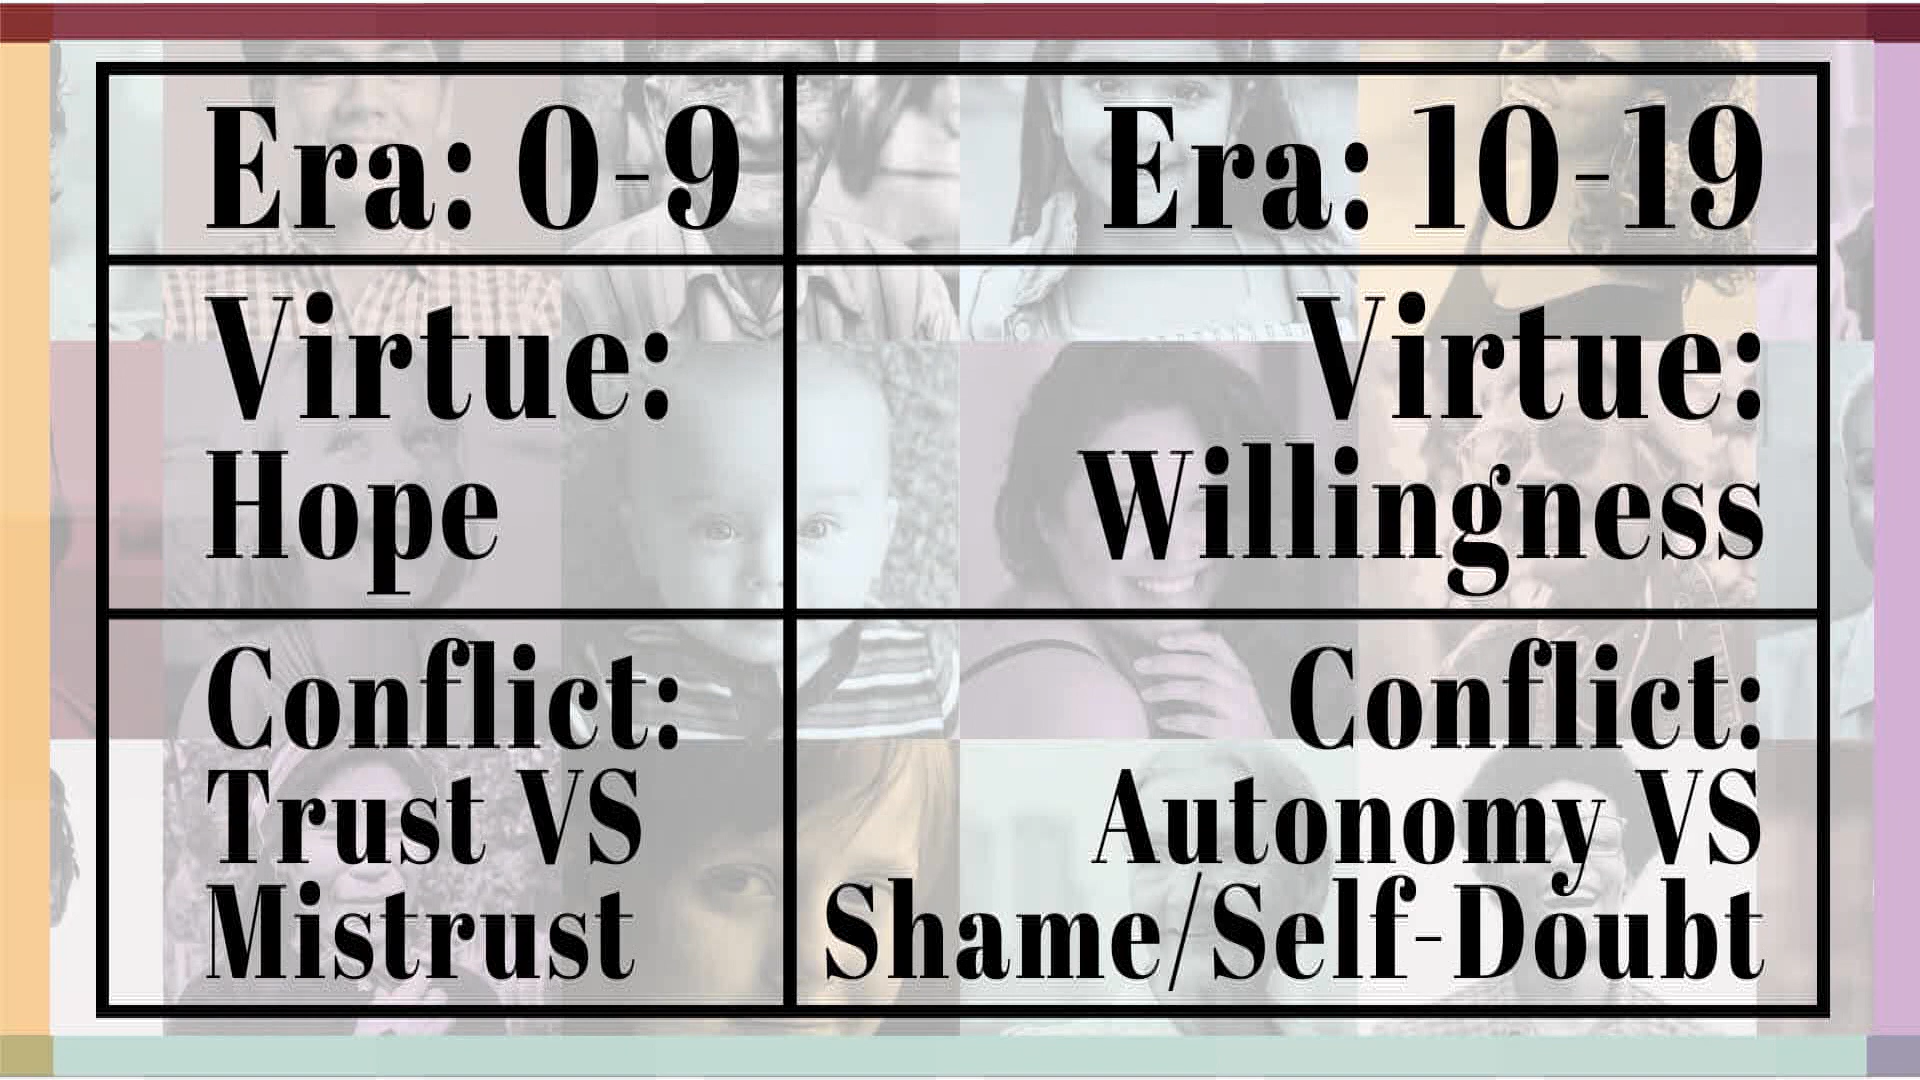 Era: 0-9
Era: 10-19
Virtue:
Hope
Virtue:
Willingness
Conflict:
Trust VS
Mistrust
Conflict:
Autonomy VS
Shame/Self-Doubt